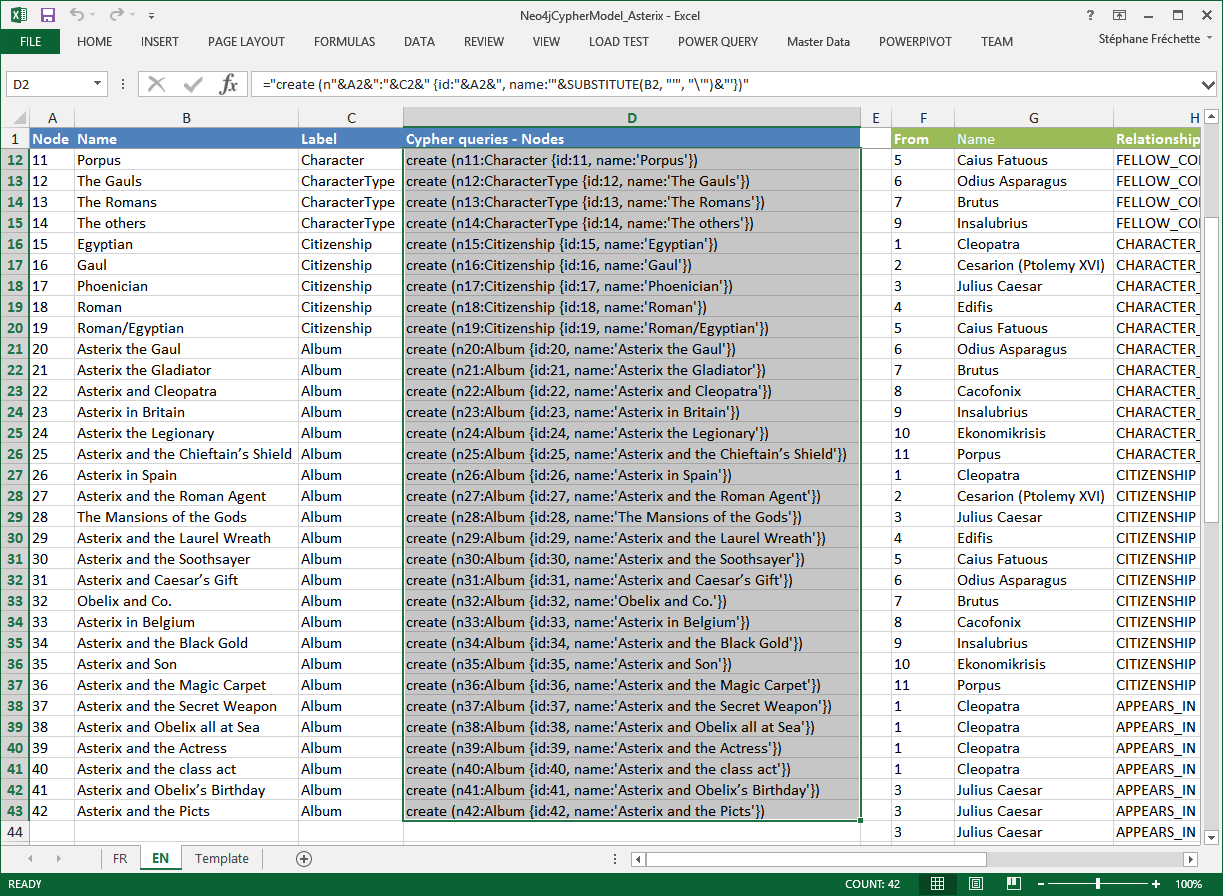 Neo4jCypherModel_Asterix - Excel
?
FILE HOME INSERT PAGE LAYOUT FORMULAS DATA REVIEW VIEW LOAD TEST POWER QUERY Master Data POWERPIVOT TEAM Stéphane Fréchette
D2 fx ="create (n"&A2&":"&C2&" {id:"&A2&", name:'"&SUBSTITUTE(B2, "'", "\'")&"'})"
A B C D E F G H
1 Node Name Label Cypher queries - Nodes From Name Relationship
12 11 Porpus Character create (n11:Character {id:11, name:'Porpus'}) 5 Caius Fatuous FELLOW_CO
13 12 The Gauls CharacterType create (n12:CharacterType {id:12, name:'The Gauls'}) 6 Odius Asparagus FELLOW_CO
14 13 The Romans CharacterType create (n13:CharacterType {id:13, name:'The Romans'}) 7 Brutus FELLOW_CO
15 14 The others CharacterType create (n14:CharacterType {id:14, name:'The others'}) 9 Insalubrius FELLOW_CO
16 15 Egyptian Citizenship create (n15:Citizenship {id:15, name:'Egyptian'}) 1 Cleopatra CHARACTER_
17 16 Gaul Citizenship create (n16:Citizenship {id:16, name:'Gaul'}) 2 Cesarion (Ptolemy XVI) CHARACTER_
18 17 Phoenician Citizenship create (n17:Citizenship {id:17, name:'Phoenician'}) 3 Julius Caesar CHARACTER_
19 18 Roman Citizenship create (n18:Citizenship {id:18, name:'Roman'}) 4 Edifis CHARACTER_
20 19 Roman/Egyptian Citizenship create (n19:Citizenship {id:19, name:'Roman/Egyptian'}) 5 Caius Fatuous CHARACTER_
21 20 Asterix the Gaul Album create (n20:Album {id:20, name:'Asterix the Gaul'}) 6 Odius Asparagus CHARACTER_
22 21 Asterix the Gladiator Album create (n21:Album {id:21, name:'Asterix the Gladiator'}) 7 Brutus CHARACTER_
23 22 Asterix and Cleopatra Album create (n22:Album {id:22, name:'Asterix and Cleopatra'}) 8 Cacofonix CHARACTER_
24 23 Asterix in Britain Album create (n23:Album {id:23, name:'Asterix in Britain'}) 9 Insalubrius CHARACTER_
25 24 Asterix the Legionary Album create (n24:Album {id:24, name:'Asterix the Legionary'}) 10 Ekonomikrisis CHARACTER_
26 25 Asterix and the Chieftain’s Shield Album create (n25:Album {id:25, name:'Asterix and the Chieftain’s Shield'}) 11 Porpus CHARACTER_
27 26 Asterix in Spain Album create (n26:Album {id:26, name:'Asterix in Spain'}) 1 Cleopatra CITIZENSHIP
28 27 Asterix and the Roman Agent Album create (n27:Album {id:27, name:'Asterix and the Roman Agent'}) 2 Cesarion (Ptolemy XVI) CITIZENSHIP
29 28 The Mansions of the Gods Album create (n28:Album {id:28, name:'The Mansions of the Gods'}) 3 Julius Caesar CITIZENSHIP
30 29 Asterix and the Laurel Wreath Album create (n29:Album {id:29, name:'Asterix and the Laurel Wreath'}) 4 Edifis CITIZENSHIP
31 30 Asterix and the Soothsayer Album create (n30:Album {id:30, name:'Asterix and the Soothsayer'}) 5 Caius Fatuous CITIZENSHIP
32 31 Asterix and Caesar’s Gift Album create (n31:Album {id:31, name:'Asterix and Caesar’s Gift'}) 6 Odius Asparagus CITIZENSHIP
33 32 Obelix and Co. Album create (n32:Album {id:32, name:'Obelix and Co.'}) 7 Brutus CITIZENSHIP
34 33 Asterix in Belgium Album create (n33:Album {id:33, name:'Asterix in Belgium'}) 8 Cacofonix CITIZENSHIP
35 34 Asterix and the Black Gold Album create (n34:Album {id:34, name:'Asterix and the Black Gold'}) 9 Insalubrius CITIZENSHIP
36 35 Asterix and Son Album create (n35:Album {id:35, name:'Asterix and Son'}) 10 Ekonomikrisis CITIZENSHIP
37 36 Asterix and the Magic Carpet Album create (n36:Album {id:36, name:'Asterix and the Magic Carpet'}) 11 Porpus CITIZENSHIP
38 37 Asterix and the Secret Weapon Album create (n37:Album {id:37, name:'Asterix and the Secret Weapon'}) 1 Cleopatra APPEARS_IN
39 38 Asterix and Obelix all at Sea Album create (n38:Album {id:38, name:'Asterix and Obelix all at Sea'}) 1 Cleopatra APPEARS_IN
40 39 Asterix and the Actress Album create (n39:Album {id:39, name:'Asterix and the Actress'}) 1 Cleopatra APPEARS_IN
41 40 Asterix and the class act Album create (n40:Album {id:40, name:'Asterix and the class act'}) 1 Cleopatra APPEARS_IN
42 41 Asterix and Obelix’s Birthday Album create (n41:Album {id:41, name:'Asterix and Obelix’s Birthday'}) 3 Julius Caesar APPEARS_IN
43 42 Asterix and the Picts Album create (n42:Album {id:42, name:'Asterix and the Picts'}) 3 Julius Caesar APPEARS_IN
44 3 Julius Caesar APPEARS_IN
FR EN Template
READY COUNT: 42 100%